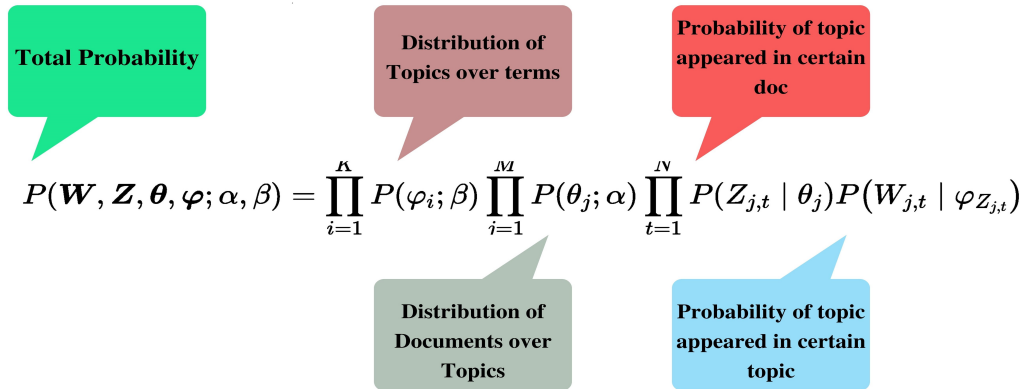 Total Probability
Distribution of
Topics over terms
Probability of topic
appeared in certain
doc
P(W, Z, θ, φ; α, β) = ∏_{i=1}^{K} P(φ_i; β) ∏_{j=1}^{M} P(θ_j; α) ∏_{t=1}^{N} P(Z_{j,t} | θ_j)P(W_{j,t} | φ_{Z_{j,t}})
Distribution of
Documents over
Topics
Probability of topic
appeared in certain
topic